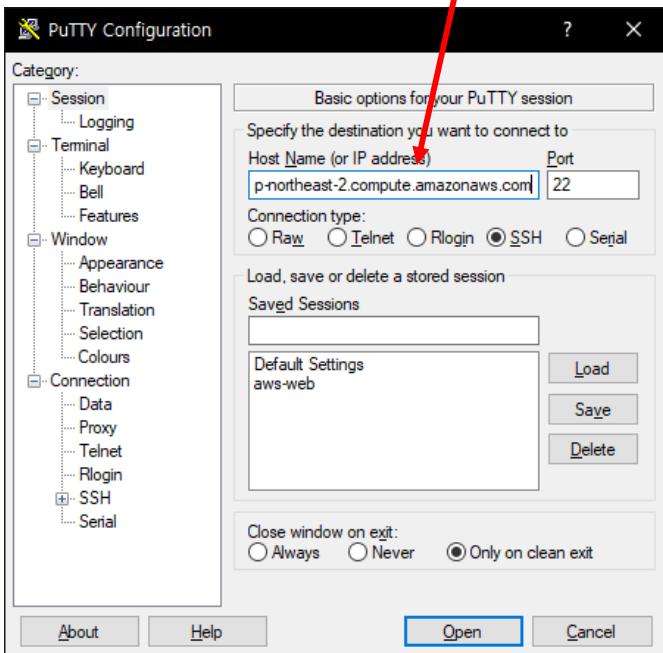 PuTTY Configuration
?
Category:
Session
Logging
Terminal
Keyboard
Bell
Features
Window
Appearance
Behaviour
Translation
Selection
Colours
Connection
Data
Proxy
Telnet
Rlogin
SSH
Serial
Basic options for your PuTTY session
Specify the destination you want to connect to
Host Name (or IP address) Port
p-northeast-2.compute.amazonaws.com 22
Connection type:
Raw Telnet Rlogin SSH Serial
Load, save or delete a stored session
Saved Sessions
Default Settings
aws-web
Load
Save
Delete
Close window on exit:
Always Never Only on clean exit
About Help Open Cancel